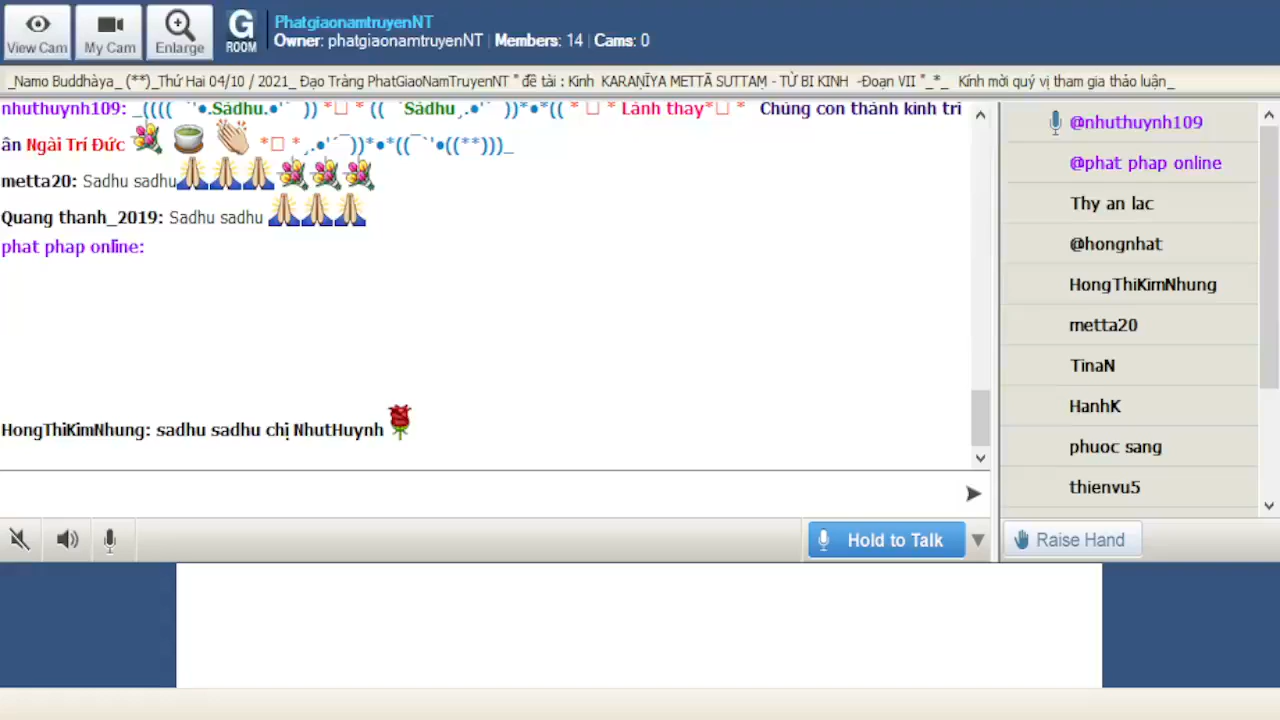 View Cam
My Cam
Enlarge
G
ROOM
PhatgiaonamtruyenNT
Owner: phatgiaonamtruyenNT | Members: 14 | Cams: 0
_Namo Buddhàya_ (**)_Thứ Hai 04/10 / 2021_ Đạo Tràng PhatGiaoNamTruyenNT " đề tài : Kinh KARAṆĪYA METTĀ SUTTAṀ - TỪ BI KINH -Đoạn VII "_*_ Kính mời quý vị tham gia thảo luận_
nhuthuynh109: _(((( ¯`'●.Sādhu.●'´¯)) *□ * (( ¯`Sādhu¸.●'´¯))*●*(( * □ * Lành thay*□ * Chúng con thành kính tri
ân Ngài Trí Đức *□ *¸.●'´¯))*●*((¯`'●((**)))_
metta20: Sadhu sadhu
Quang thanh_2019: Sadhu sadhu
phat phap online:
HongThiKimNhung: sadhu sadhu chị NhutHuynh
@nhuthuynh109
@phat phap online
Thy an lac
@hongnhat
HongThiKimNhung
metta20
TinaN
HanhK
phuoc sang
thienvu5
Hold to Talk
Raise Hand